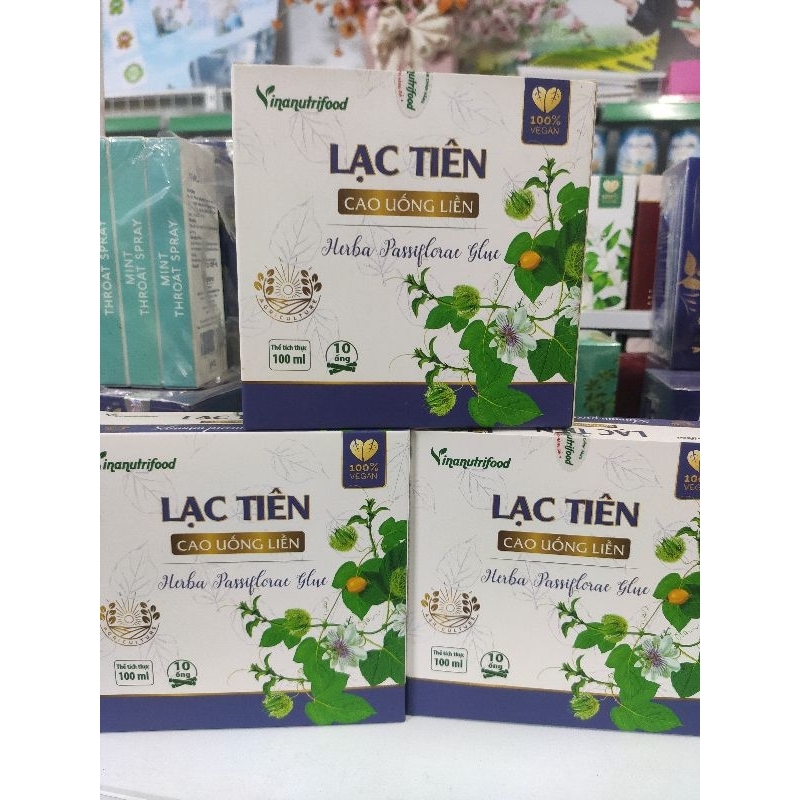 Vinanutrifood
100%
VEGAN
LẠC TIÊN
CAO UỐNG LIỀN
Herba Passiflorae Glue
AGRICULTURE
Thể tích thực
100 ml
10
ống
THROAT SPRAY
MINT
THROAT SPRAY
MINT
THROAT SPRAY
Vinanutrifood
100%
VEGAN
LẠC TIÊN
CAO UỐNG LIỀN
Herba Passiflorae Glue
AGRICULTURE
Thể tích thực
100 ml
10
ống
Vinanutrifood
LẠC TIÊN
CAO UỐNG LIỀN
Herba Passiflorae Glue
AGRICULTURE
Thể tích thực
100 ml
10
ống